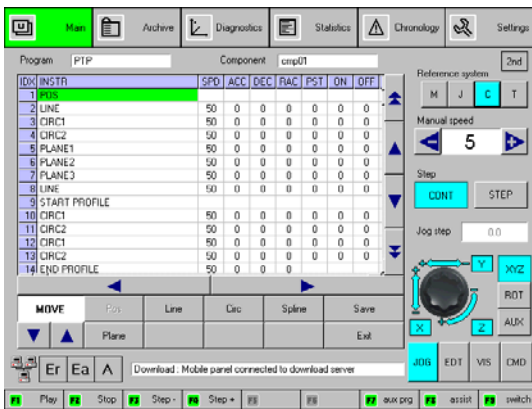 Main Archive Diagnostics Statistics Chronology Settings
Program PTP Component cmp01 2nd
Reference system
M J C T
Manual speed
5
Step
CONT STEP
Jog step 0.0
IDX INSTR SPD ACC DEC RAC PST ON OFF
1 POS
2 LINE 50 0 0 0 0 0 0
3 CIRC1 50 0 0 0 0 0 0
4 CIRC2 50 0 0 0 0 0 0
5 PLANE1 50 0 0 0 0 0 0
6 PLANE2 50 0 0 0 0 0 0
7 PLANE3 50 0 0 0 0 0 0
8 LINE 50 0 0 0 0 0 0
9 START PROFILE
10 CIRC1 50 0 0 0 0 0 0
11 CIRC2 50 0 0 0 0 0 0
12 CIRC1 50 0 0 0 0 0 0
13 CIRC2 50 0 0 0 0 0 0
14 END PROFILE 50 0 0 0
Y XYZ
ROT
X Z AUX
MOVE Pos Line Circ Spline Save
Plane Exit
JOG EDT VIS CMD
Er Ea A Download : Mobile panel connected to download server
F1 Play F2 Stop F3 Step - F4 Step + F5 F6 F7 aux prg F8 assist F9 switch